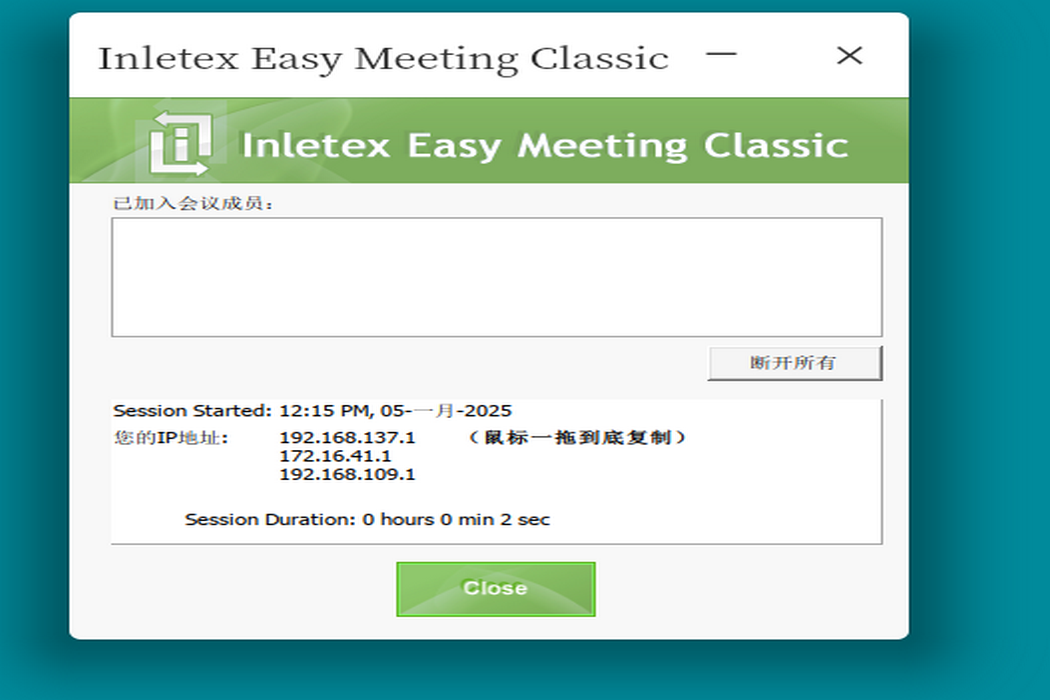 Inletex Easy Meeting Classic
Inletex Easy Meeting Classic
已加入会议成员:
断开所有
Session Started: 12:15 PM, 05-一月-2025
您的IP地址: 192.168.137.1 （鼠标一拖到底复制）
172.16.41.1
192.168.109.1
Session Duration: 0 hours 0 min 2 sec
Close